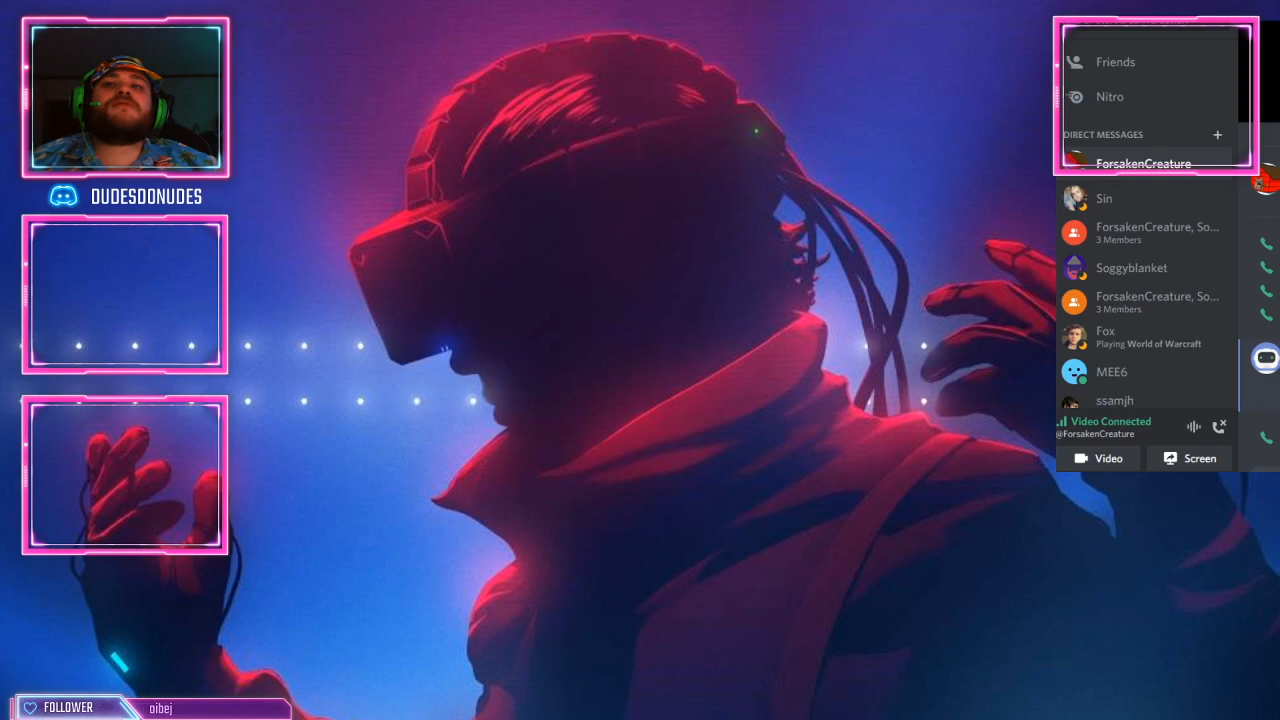 DUDESDONUDES
Friends
Nitro
DIRECT MESSAGES
ForsakenCreature
Sin
ForsakenCreature, So...
3 Members
Soggyblanket
ForsakenCreature, So...
3 Members
Fox
Playing World of Warcraft
MEE6
ssamjh
Video Connected
@ForsakenCreature
Video
Screen
FOLLOWER
oibej